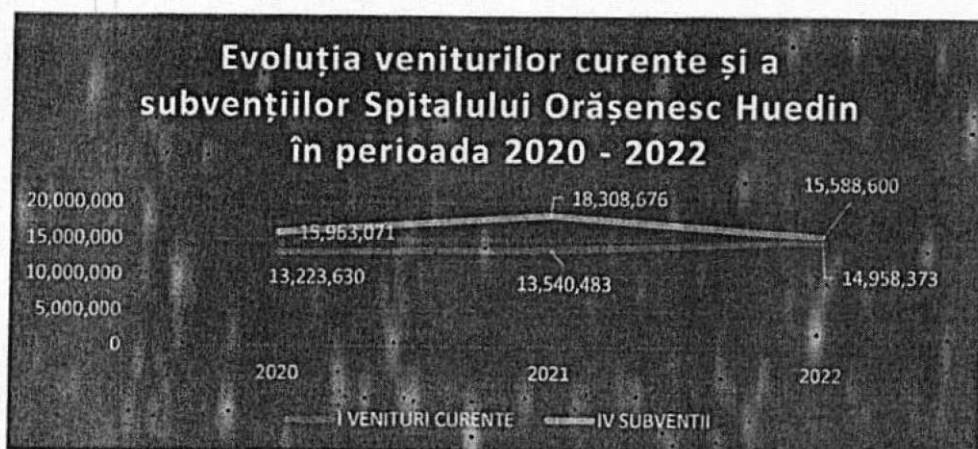 Evoluția veniturilor curente și a
subvențiilor Spitalului Orășenesc Huedin
în perioada 2020 - 2022
20,000,000
15,000,000
10,000,000
5,000,000
0
15,963,071
18,308,676
15,588,600
13,223,630
13,540,483
14,958,373
2020
2021
2022
I VENITURI CURENTE
IV SUBVENTII